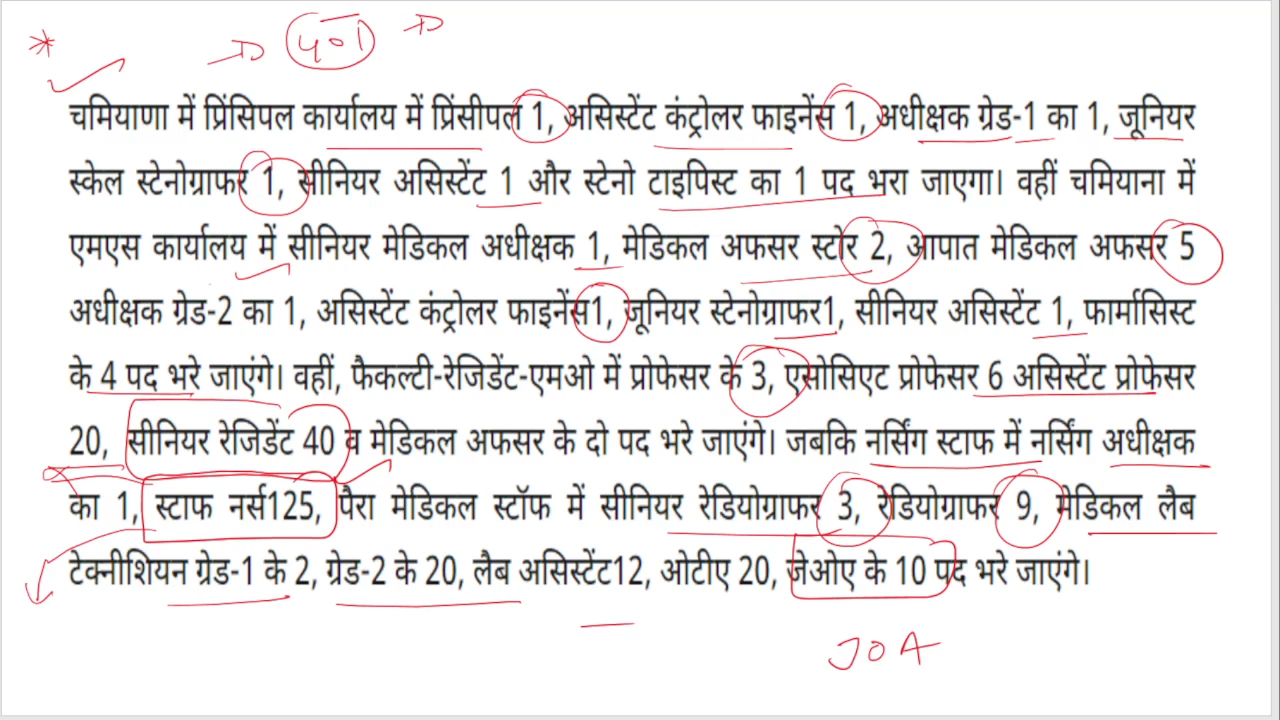 401
चमियाणा में प्रिंसिपल कार्यालय में प्रिंसीपल 1, असिस्टेंट कंट्रोलर फाइनेंस 1, अधीक्षक ग्रेड-1 का 1, जूनियर
स्केल स्टेनोग्राफर 1, सीनियर असिस्टेंट 1 और स्टेनो टाइपिस्ट का 1 पद भरा जाएगा। वहीं चमियाना में
एमएस कार्यालय में सीनियर मेडिकल अधीक्षक 1, मेडिकल अफसर स्टोर 2, आपात मेडिकल अफसर 5
अधीक्षक ग्रेड-2 का 1, असिस्टेंट कंट्रोलर फाइनेंस1, जूनियर स्टेनोग्राफर1, सीनियर असिस्टेंट 1, फार्मासिस्ट
के 4 पद भरे जाएंगे। वहीं, फैकल्टी-रेजिडेंट-एमओ में प्रोफेसर के 3, एसोसिएट प्रोफेसर 6 असिस्टेंट प्रोफेसर
20, सीनियर रेजिडेंट 40 व मेडिकल अफसर के दो पद भरे जाएंगे। जबकि नर्सिंग स्टाफ में नर्सिंग अधीक्षक
का 1, स्टाफ नर्स125, पैरा मेडिकल स्टॉफ में सीनियर रेडियोग्राफर 3, रेडियोग्राफर 9, मेडिकल लैब
टेक्नीशियन ग्रेड-1 के 2, ग्रेड-2 के 20, लैब असिस्टेंट12, ओटीए 20, जेओए के 10 पद भरे जाएंगे।
JOA